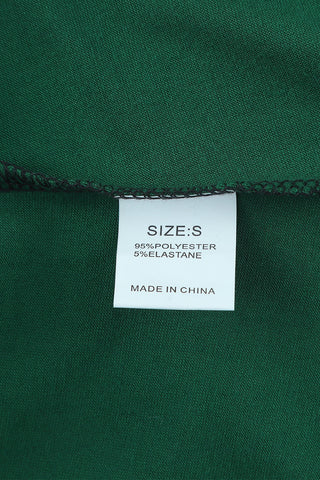 SIZE:S
95%POLYESTER
5%ELASTANE
MADE IN CHINA